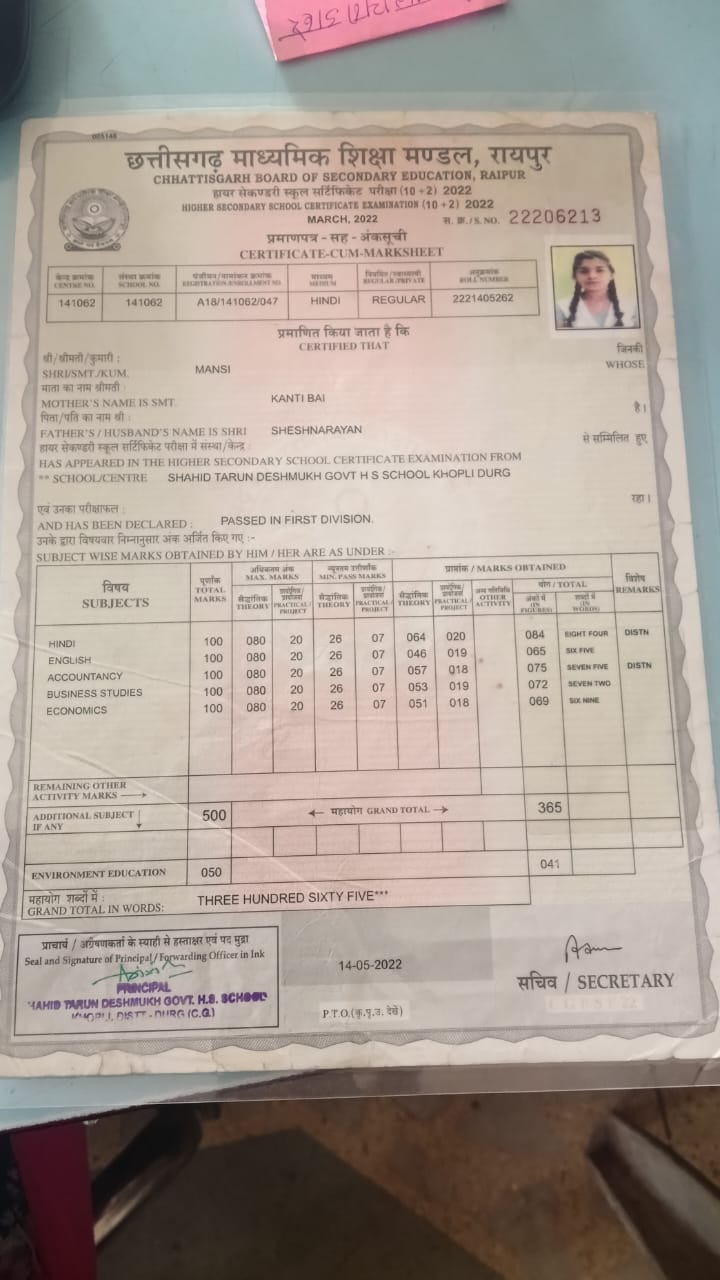 005148
छत्तीसगढ़ माध्यमिक शिक्षा मण्डल, रायपुर
CHHATTISGARH BOARD OF SECONDARY EDUCATION, RAIPUR
हायर सेकण्डरी स्कूल सर्टिफिकेट परीक्षा (10 + 2) 2022
HIGHER SECONDARY SCHOOL CERTIFICATE EXAMINATION (10 + 2) 2022
MARCH, 2022 स. क्र./S. NO. 22206213
प्रमाणपत्र - सह - अंकसूची
CERTIFICATE-CUM-MARKSHEET
केन्द्र क्रमांक संस्था क्रमांक पंजीयन/नामांकन क्रमांक माध्यम नियमित/स्वाध्यायी अनुक्रमांक
CENTRE NO. SCHOOL NO. REGISTRATION/ENROLLMENT NO. MEDIUM REGULAR/PRIVATE ROLL NUMBER
141062 141062 A18/141062/047 HINDI REGULAR 2221405262
प्रमाणित किया जाता है कि
CERTIFIED THAT
श्री/श्रीमती/कुमारी : जिनकी
SHRI/SMT./KUM. MANSI WHOSE
माता का नाम श्रीमती :
MOTHER'S NAME IS SMT. KANTI BAI
पिता/पति का नाम श्री : है।
FATHER'S / HUSBAND'S NAME IS SHRI SHESHNARAYAN
हायर सेकण्डरी स्कूल सर्टिफिकेट परीक्षा में संस्था/केन्द्र : से सम्मिलित हुए
HAS APPEARED IN THE HIGHER SECONDARY SCHOOL CERTIFICATE EXAMINATION FROM
** SCHOOL/CENTRE SHAHID TARUN DESHMUKH GOVT H S SCHOOL KHOPLI DURG
एवं उनका परीक्षाफल : रहा।
AND HAS BEEN DECLARED : PASSED IN FIRST DIVISION.
उनके द्वारा विषयवार निम्नानुसार अंक अर्जित किए गए :-
SUBJECT WISE MARKS OBTAINED BY HIM / HER ARE AS UNDER :-
विषय पूर्णांक अधिकतम अंक न्यूनतम उत्तीर्णांक प्राप्तांक / MARKS OBTAINED विशेष
SUBJECTS TOTAL MARKS MAX. MARKS MIN. PASS MARKS योग / TOTAL REMARKS
सैद्धांतिक प्रायोगिक/प्रायोजना सैद्धांतिक प्रायोगिक/प्रायोजना सैद्धांतिक प्रायोगिक/प्रायोजना अन्य गतिविधि अंकों में शब्दों में
THEORY PRACTICAL/PROJECT THEORY PRACTICAL/PROJECT THEORY PRACTICAL/PROJECT OTHER ACTIVITY (IN FIGURES) (IN WORDS)
HINDI 100 080 20 26 07 064 020 084 EIGHT FOUR DISTN
ENGLISH 100 080 20 26 07 046 019 065 SIX FIVE
ACCOUNTANCY 100 080 20 26 07 057 018 075 SEVEN FIVE DISTN
BUSINESS STUDIES 100 080 20 26 07 053 019 072 SEVEN TWO
ECONOMICS 100 080 20 26 07 051 018 069 SIX NINE
REMAINING OTHER
ACTIVITY MARKS →
ADDITIONAL SUBJECT 500 ← महायोग GRAND TOTAL → 365
IF ANY ↓
ENVIRONMENT EDUCATION 050 041
महायोग शब्दों में :
GRAND TOTAL IN WORDS: THREE HUNDRED SIXTY FIVE***
प्राचार्य / अग्रेषणकर्ता के स्याही से हस्ताक्षर एवं पद मुद्रा
Seal and Signature of Principal/ Forwarding Officer in Ink
PRINCIPAL
HAHID TARUN DESHMUKH GOVT. H.S. SCHOOL
KHOPLI, DISTT - DURG (C.G.)
14-05-2022
P.T.O.(कृ.पृ.उ. देखें)
सचिव / SECRETARY